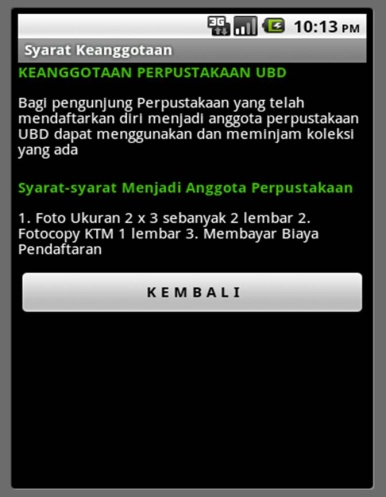 3G 10:13 PM
Syarat Keanggotaan
KEANGGOTAAN PERPUSTAKAAN UBD
Bagi pengunjung Perpustakaan yang telah
mendaftarkan diri menjadi anggota perpustakaan
UBD dapat menggunakan dan meminjam koleksi
yang ada
Syarat-syarat Menjadi Anggota Perpustakaan
1. Foto Ukuran 2 x 3 sebanyak 2 lembar 2.
Fotocopy KTM 1 lembar 3. Membayar Biaya
Pendaftaran
KEMBALI